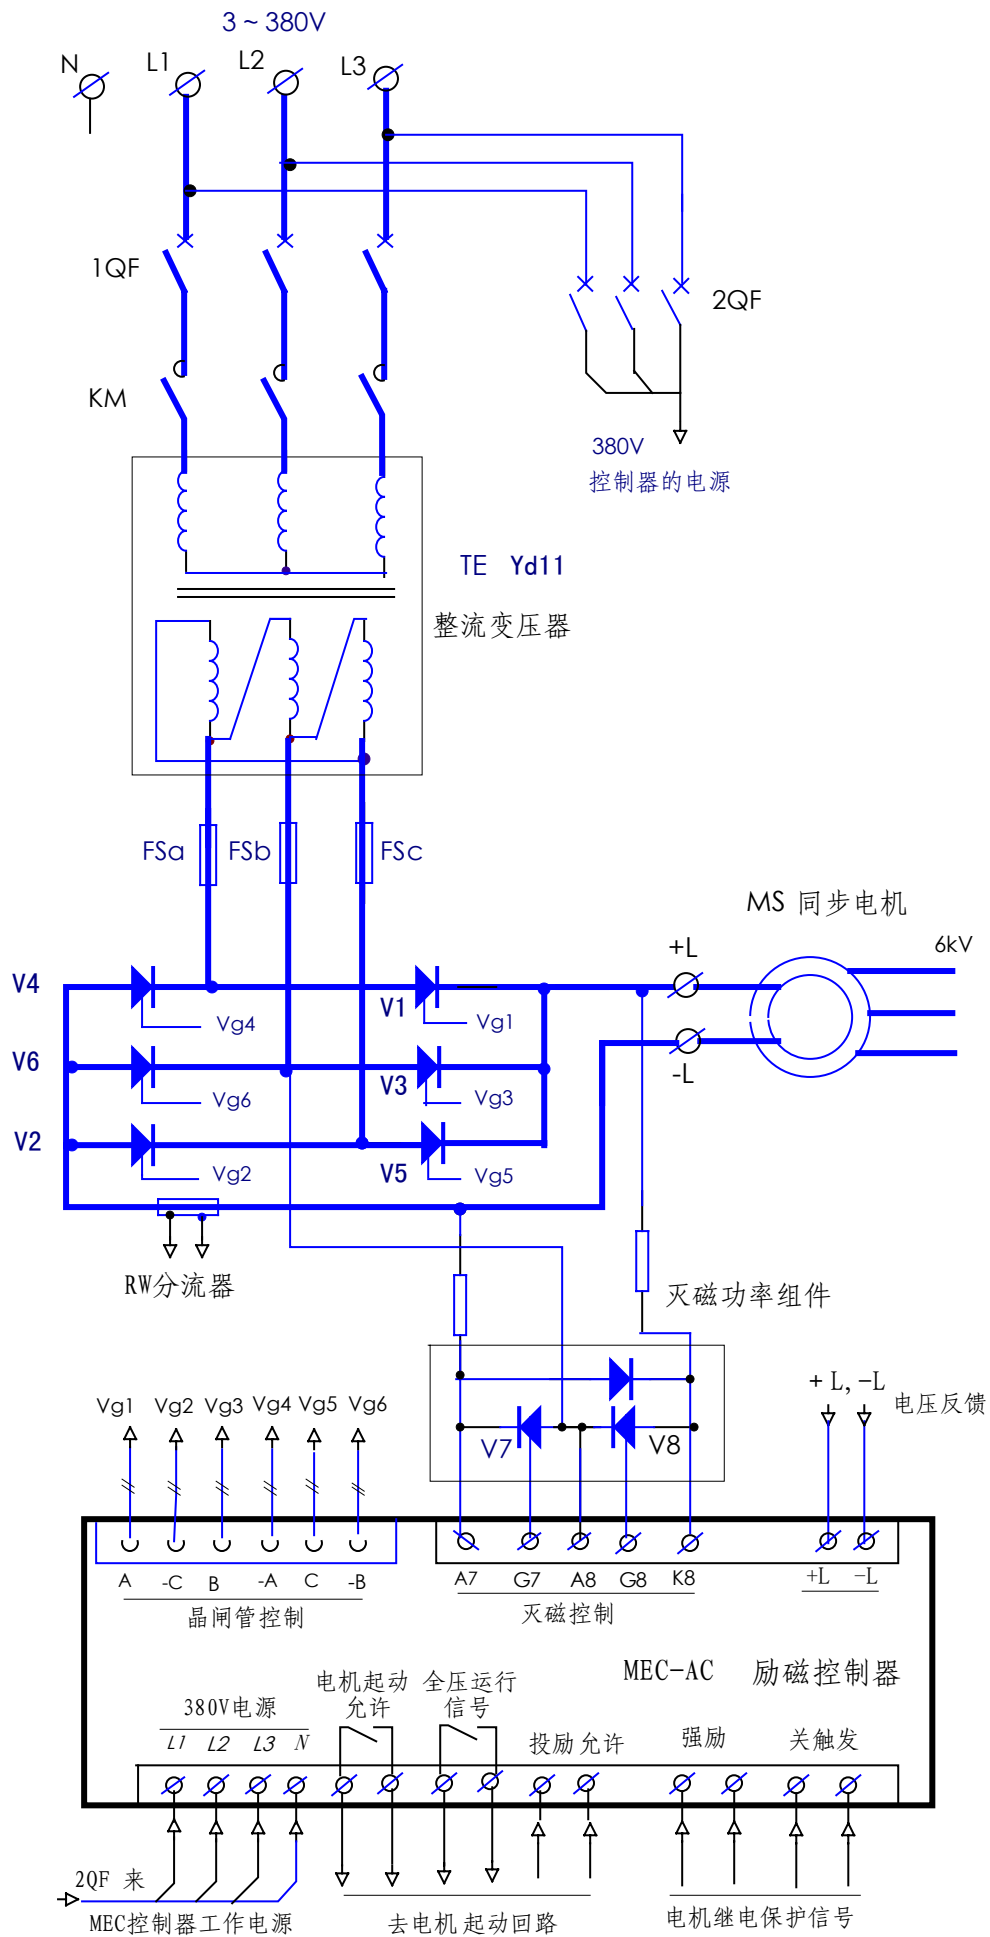 3～380V
N L1 L2 L3
1QF
2QF
KM
380V
控制器的电源
TE Yd11
整流变压器
FSa FSb FSc
MS 同步电机
+L
6kV
V4
V1
Vg4
Vg1
-L
V6
V3
Vg6
Vg3
V2
V5
Vg2
Vg5
RW分流器
灭磁功率组件
V7 V8
Vg1 Vg2 Vg3 Vg4 Vg5 Vg6
+L,-L
电压反馈
A -C B -A C -B
晶闸管控制
A7 G7 A8 G8 K8
灭磁控制
+L -L
MEC-AC 励磁控制器
380V电源
L1 L2 L3 N
电机起动
允许
全压运行
信号
投励允许
强励
关触发
2QF 来
MEC控制器工作电源
去电机起动回路
电机继电保护信号